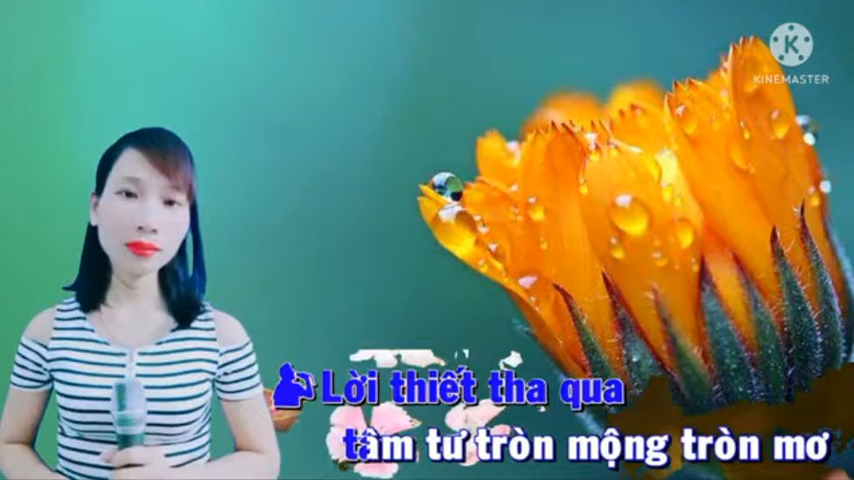 KINEMASTER
Lời thiết tha qua
tâm tư tròn mộng tròn mơ